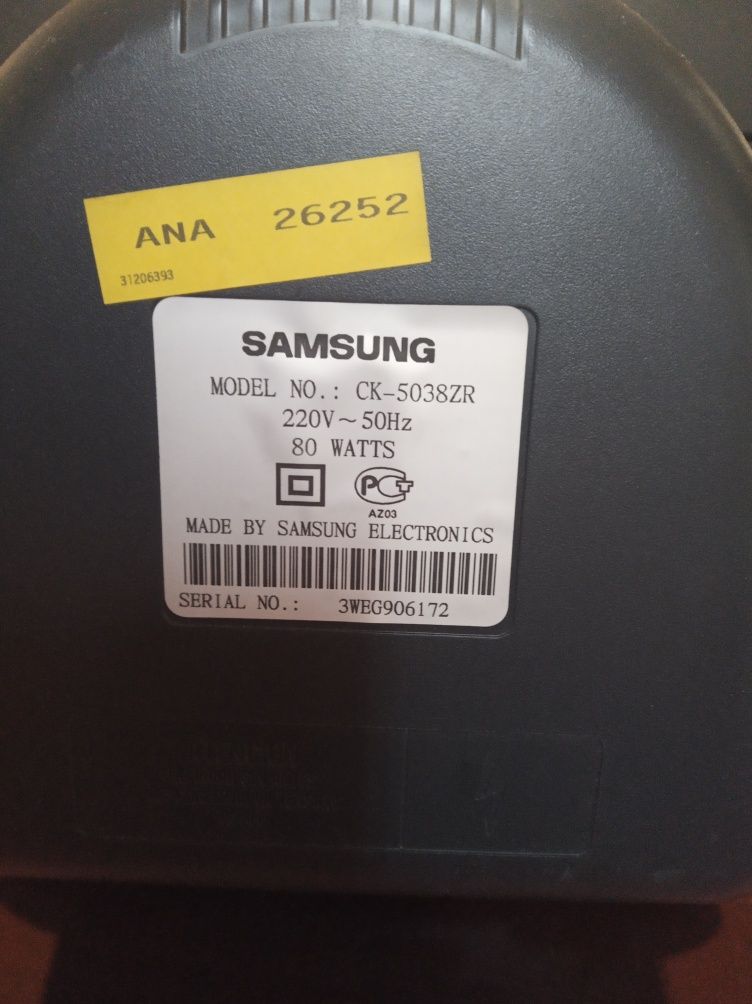 ANA 26252
31206393
SAMSUNG
MODEL NO.: CK-5038ZR
220V~50Hz
80 WATTS
РСТ
AZ03
MADE BY SAMSUNG ELECTRONICS
SERIAL NO.: 3WEG906172